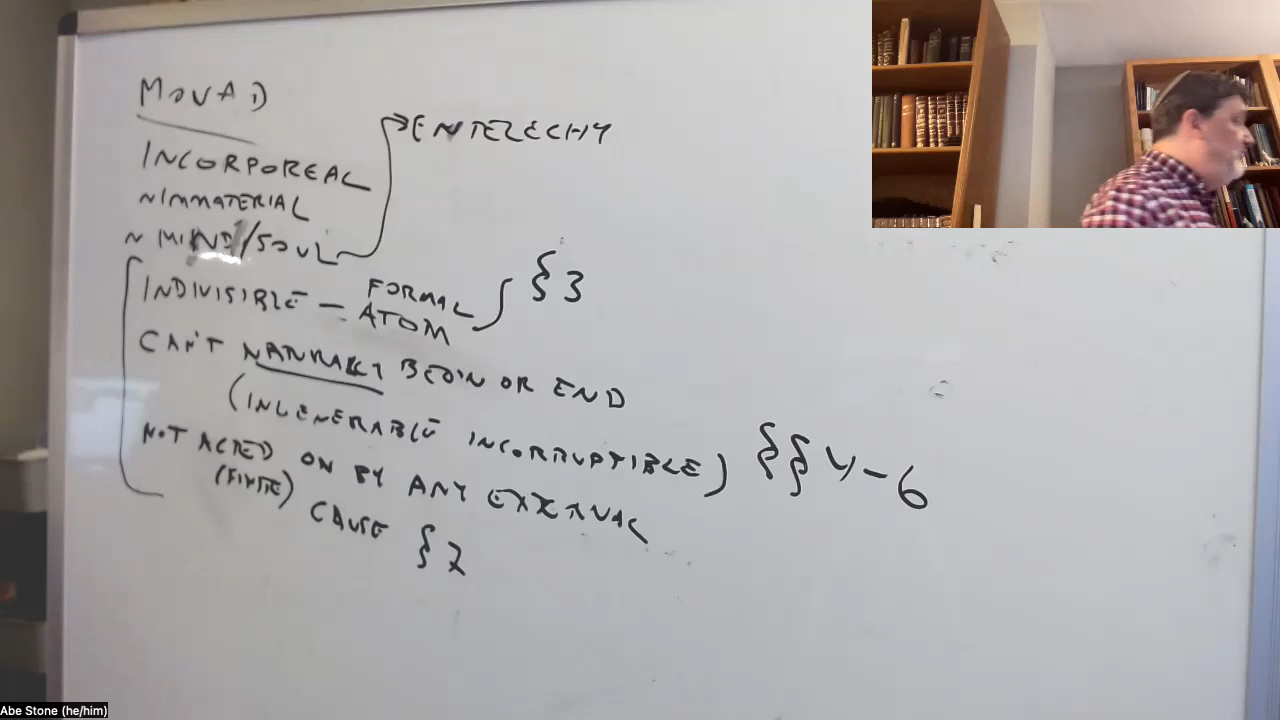 MONAD
INCORPOREAL
~IMMATERIAL
~ MIND/SOUL → ENTELECHY
INDIVISIBLE – FORMAL ATOM
§3
CAN'T NATURALLY BEGIN OR END
(INGENERABLE INCORRUPTIBLE)
§§4–6
NOT ACTED ON BY ANY EXTERNAL
(FINITE) CAUSE §7
Abe Stone (he/him)